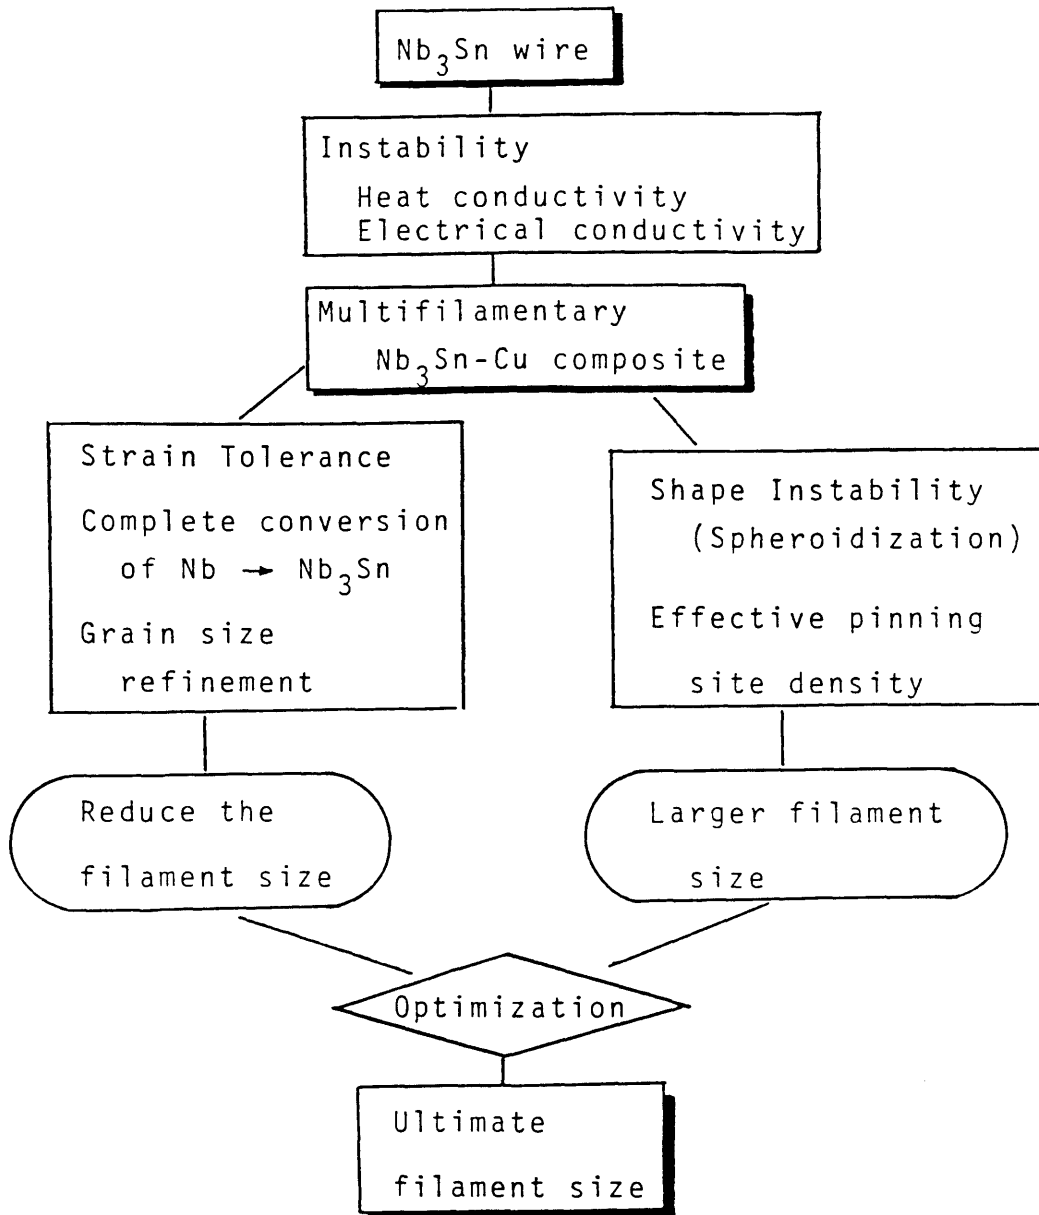 Nb3Sn wire
Instability
Heat conductivity
Electrical conductivity
Multifilamentary
Nb3Sn-Cu composite
Strain Tolerance
Complete conversion
of Nb → Nb3Sn
Grain size
refinement
Shape Instability
(Spheroidization)
Effective pinning
site density
Reduce the
filament size
Larger filament
size
Optimization
Ultimate
filament size